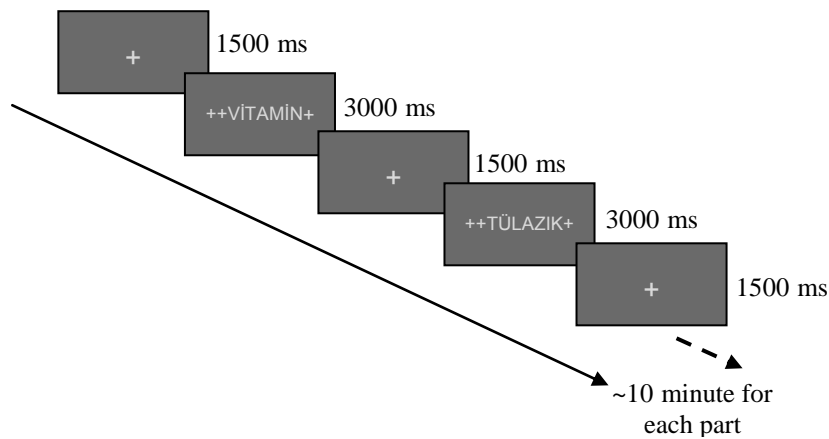 +
1500 ms
++VİTAMİN+
3000 ms
+
1500 ms
++TÜLAZIK+
3000 ms
+
1500 ms
~10 minute for
each part